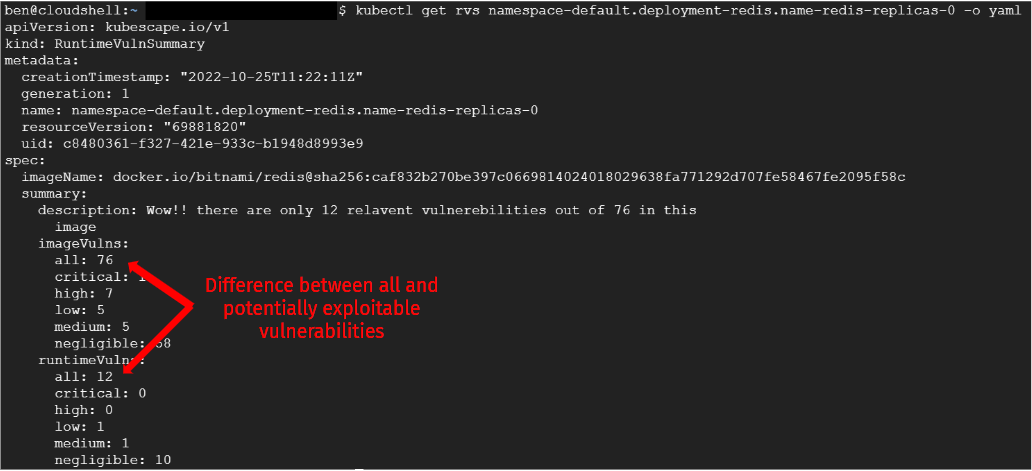 ben@cloudshell:~ $ kubectl get rvs namespace-default.deployment-redis.name-redis-replicas-0 -o yaml
apiVersion: kubescape.io/v1
kind: RuntimeVulnSummary
metadata:
  creationTimestamp: "2022-10-25T11:22:11Z"
  generation: 1
  name: namespace-default.deployment-redis.name-redis-replicas-0
  resourceVersion: "69881820"
  uid: c8480361-f327-421e-933c-b1948d8993e9
spec:
  imageName: docker.io/bitnami/redis@sha256:caf832b270be397c0669814024018029638fa771292d707fe58467fe2095f58c
  summary:
    description: Wow!! there are only 12 relavent vulnerebilities out of 76 in this
      image
    imageVulns:
      all: 76
      critical:
      high: 7
      low: 5
      medium: 5
      negligible: 58
    runtimeVulns:
      all: 12
      critical: 0
      high: 0
      low: 1
      medium: 1
      negligible: 10
Difference between all and
potentially exploitable
vulnerabilities